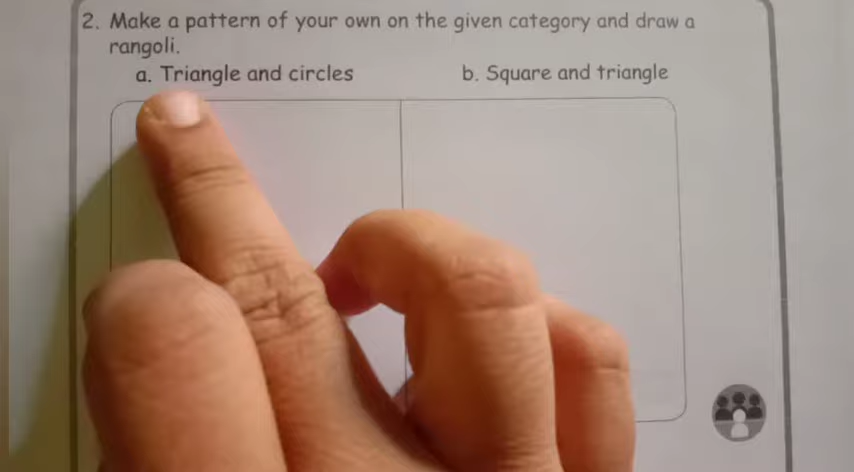 2. Make a pattern of your own on the given category and draw a
rangoli.
a. Triangle and circles b. Square and triangle